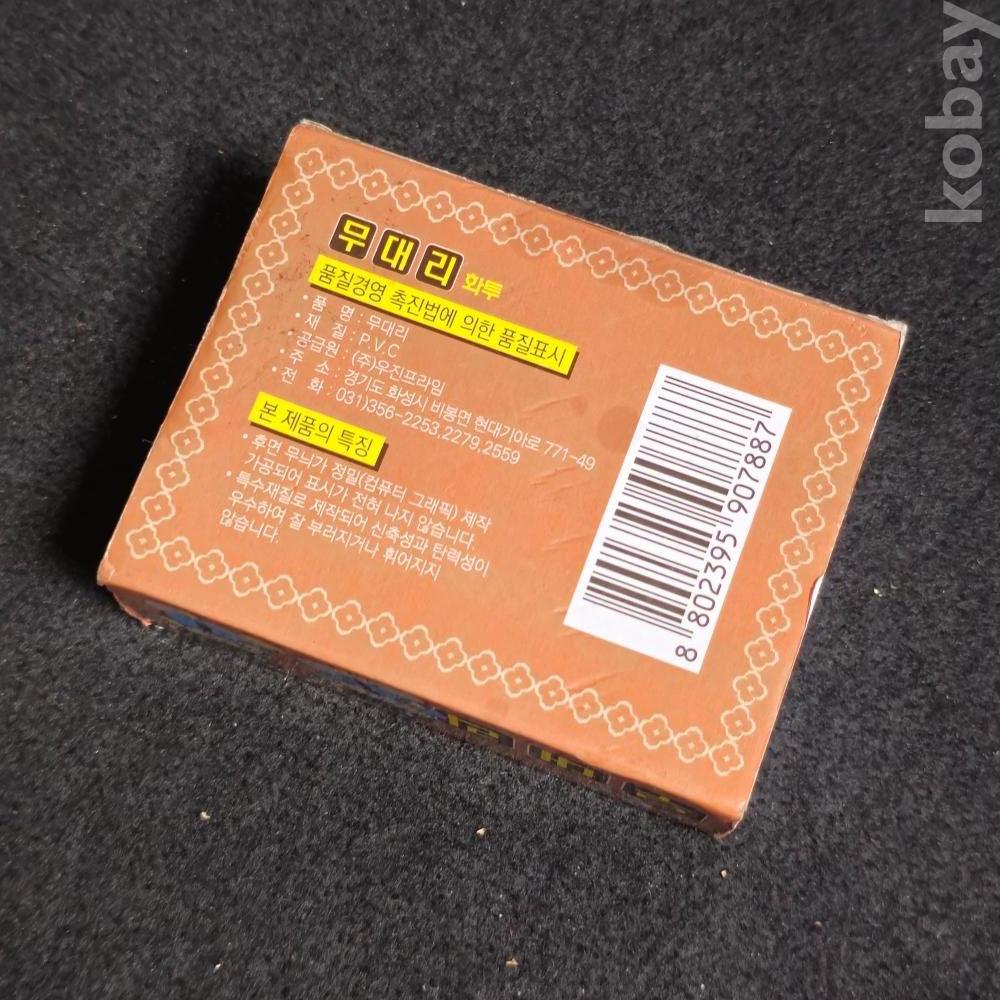 kobay
무대리 화투
품질경영 촉진법에 의한 품질표시
• 품 명 : 무대리
• 재 질 : P.V.C
• 공급원 : (주)우진프라임
• 주 소 : 경기도 화성시 비봉면 현대기아로 771-49
• 전 화 : 031)356-2253,2279,2559
본 제품의 특징
• 후면 무늬가 정밀(컴퓨터 그래픽) 제작
가공되어 표시가 전혀 나지 않습니다.
• 특수재질로 제작되어 신축성과 탄력성이
우수하여 잘 부러지거나 휘어지지
않습니다.
8 802395 907887